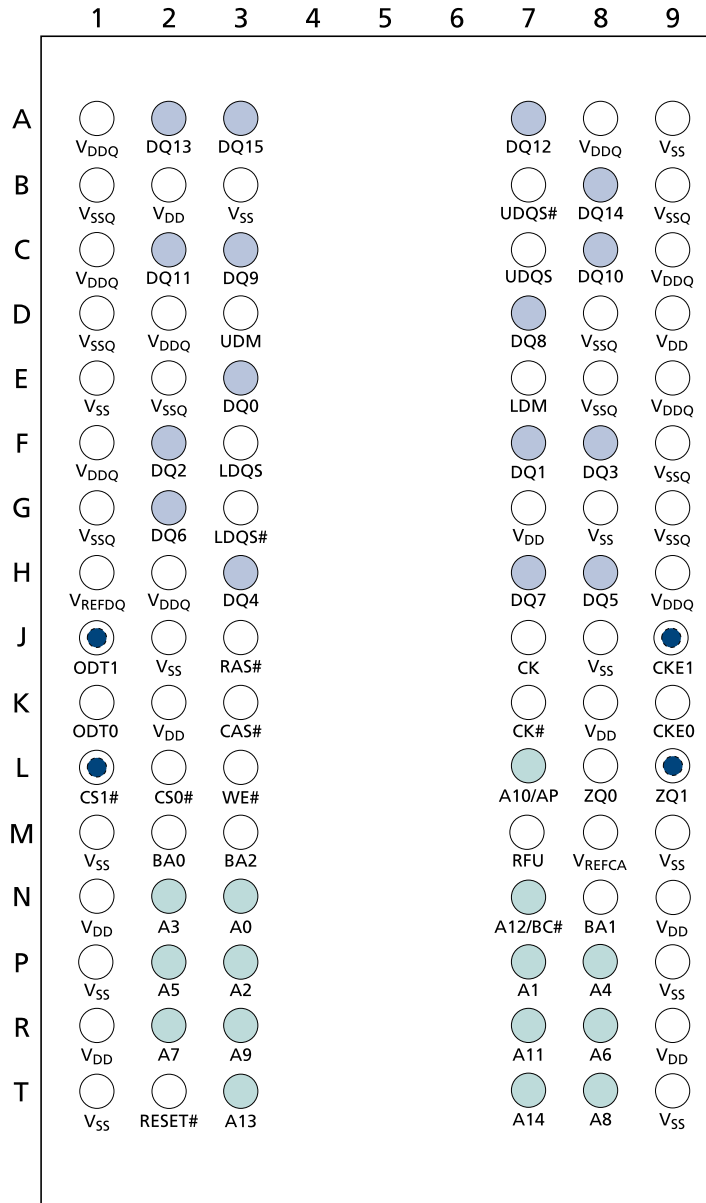 1 2 3 4 5 6 7 8 9
A
VDDQ DQ13 DQ15 DQ12 VDDQ VSS
B
VSSQ VDD VSS UDQS# DQ14 VSSQ
C
VDDQ DQ11 DQ9 UDQS DQ10 VDDQ
D
VSSQ VDDQ UDM DQ8 VSSQ VDD
E
VSS VSSQ DQ0 LDM VSSQ VDDQ
F
VDDQ DQ2 LDQS DQ1 DQ3 VSSQ
G
VSSQ DQ6 LDQS# VDD VSS VSSQ
H
VREFDQ VDDQ DQ4 DQ7 DQ5 VDDQ
J
ODT1 VSS RAS# CK VSS CKE1
K
ODT0 VDD CAS# CK# VDD CKE0
L
CS1# CS0# WE# A10/AP ZQ0 ZQ1
M
VSS BA0 BA2 RFU VREFCA VSS
N
VDD A3 A0 A12/BC# BA1 VDD
P
VSS A5 A2 A1 A4 VSS
R
VDD A7 A9 A11 A6 VDD
T
VSS RESET# A13 A14 A8 VSS